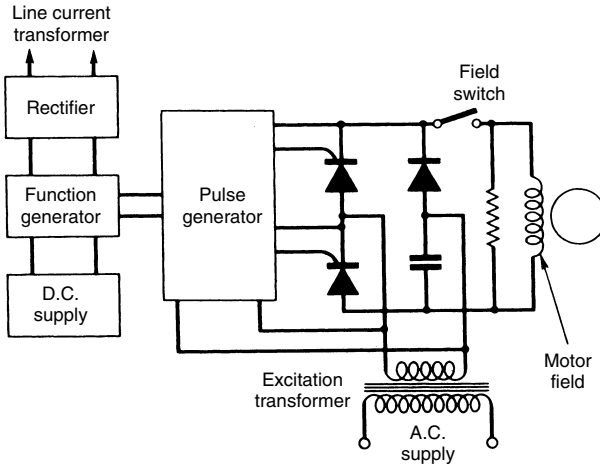 Line current
transformer
Rectifier
Function
generator
D.C.
supply
Pulse
generator
Field
switch
Motor
field
Excitation
transformer
A.C.
supply